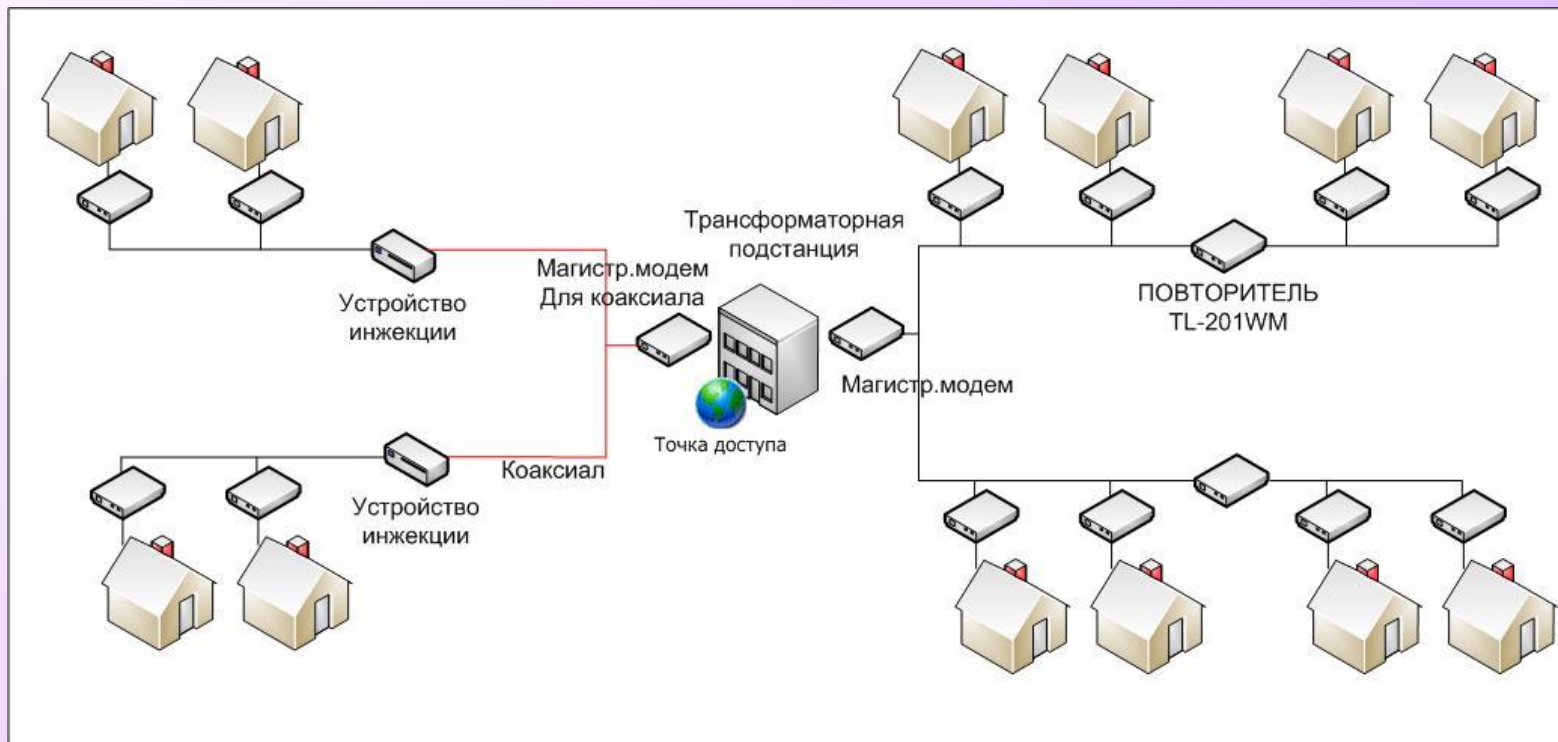 Трансформаторная
подстанция
Магистр.модем
Для коаксиала
Устройство
инжекции
ПОВТОРИТЕЛЬ
TL-201WM
Магистр.модем
Точка доступа
Коаксиал
Устройство
инжекции